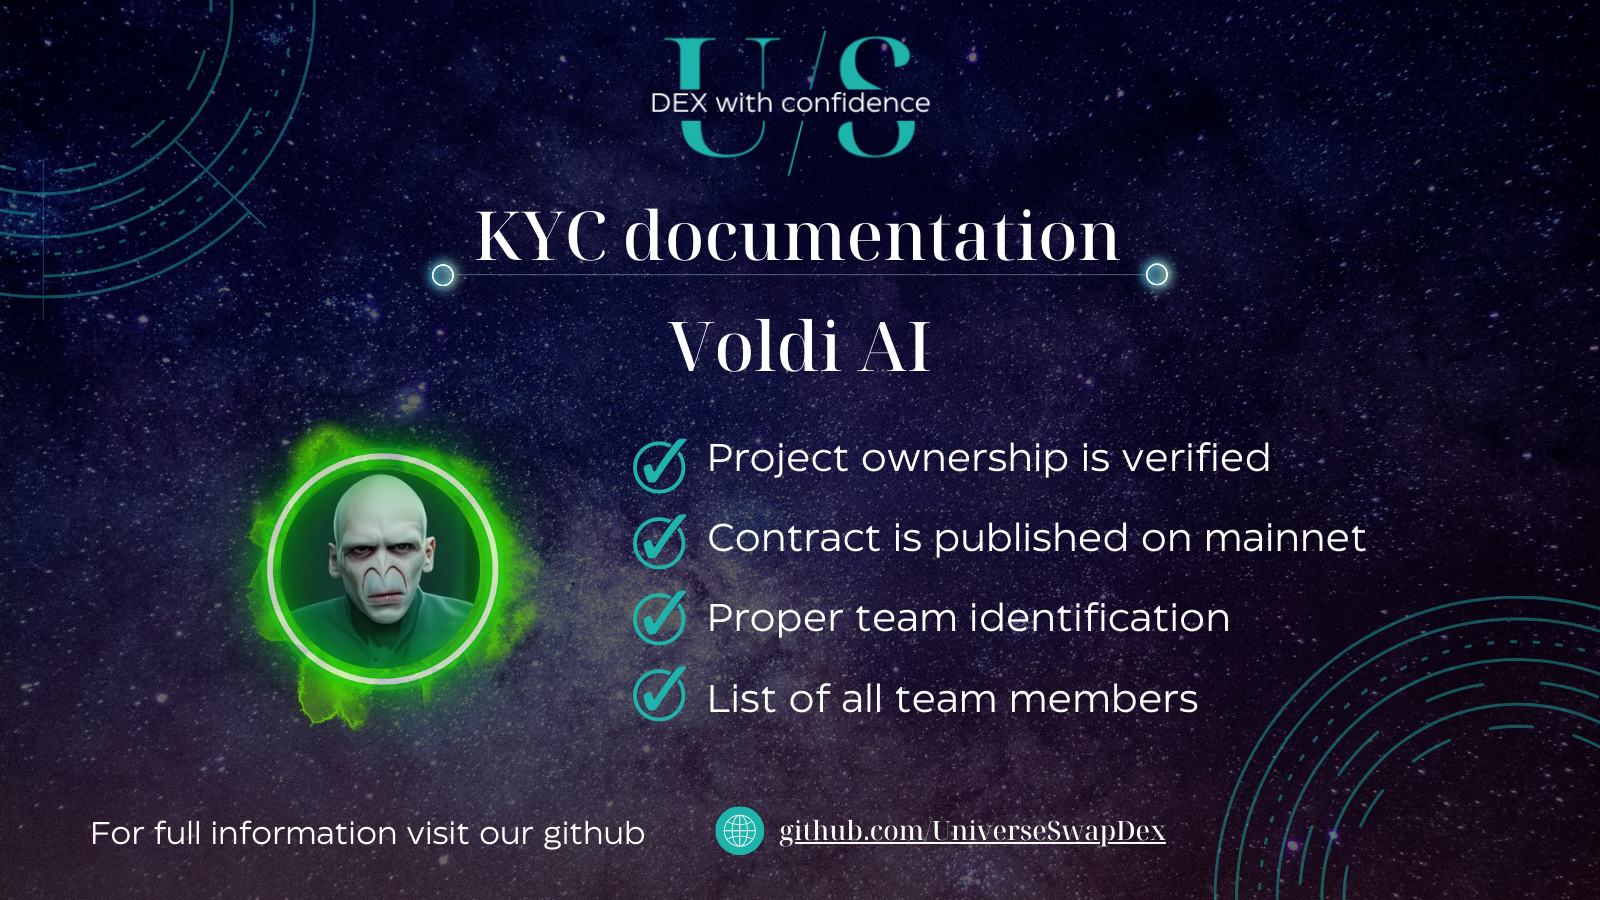 U/S
DEX with confidence
KYC documentation
Voldi AI
Project ownership is verified
Contract is published on mainnet
Proper team identification
List of all team members
For full information visit our github
github.com/UniverseSwapDex